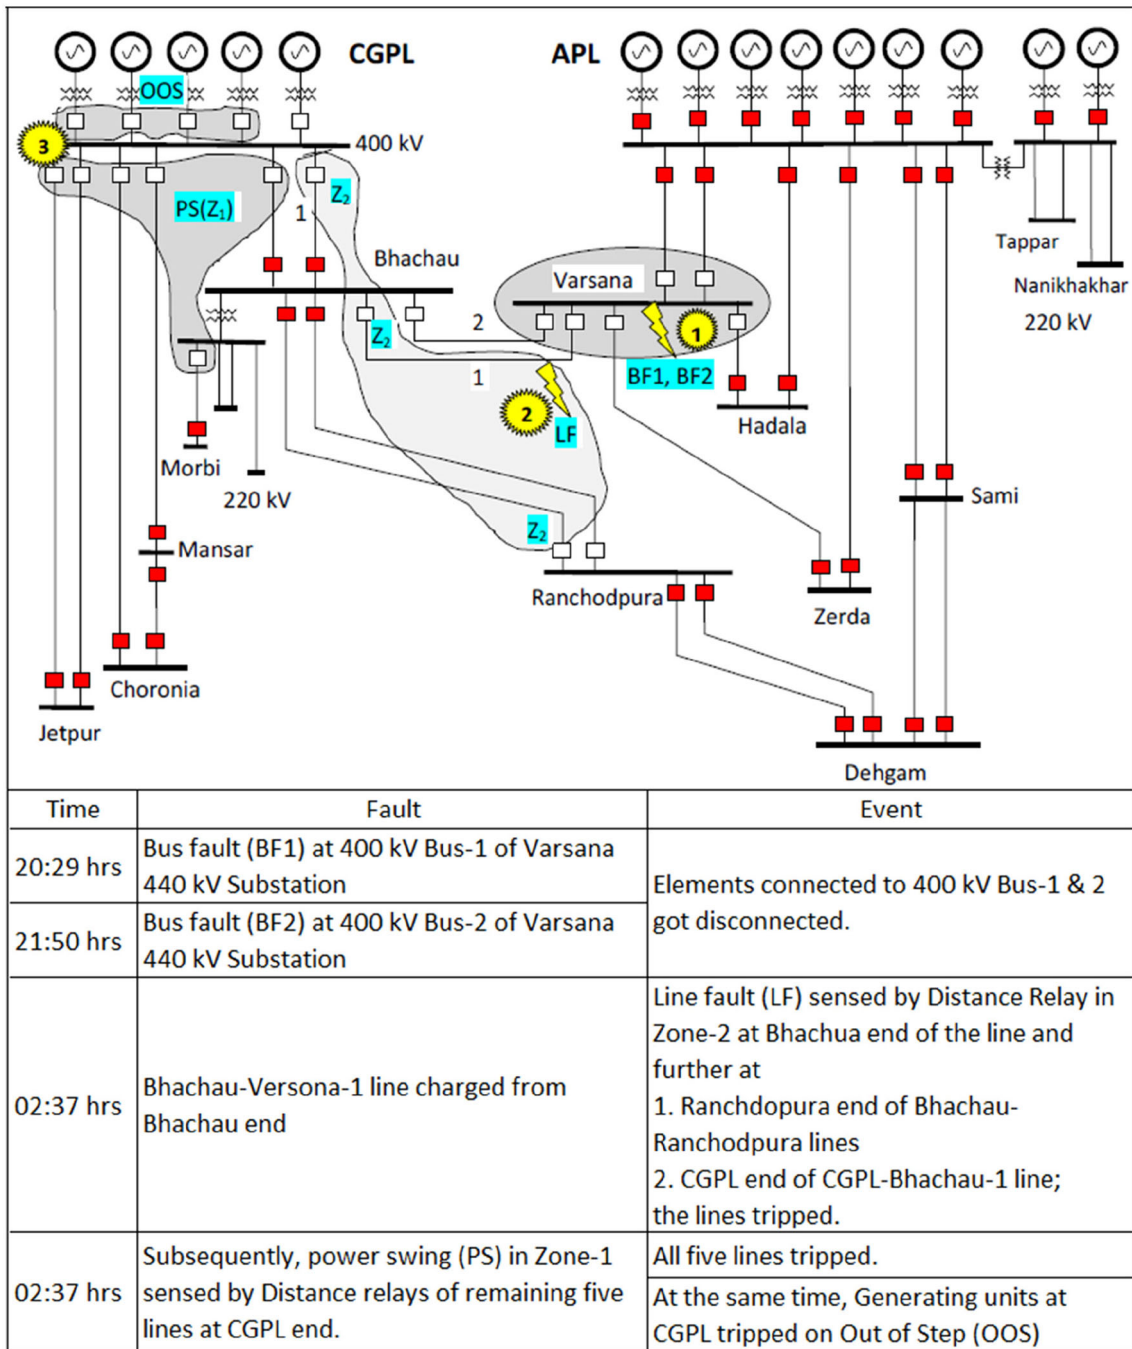 CGPL
APL
OOS
3
400 kV
PS(Z1)
1
Z2
Bhachau
Varsana
Tappar
Nanikhakhar
220 kV
2
Z2
1
1
BF1, BF2
2
LF
Hadala
Morbi
220 kV
Sami
Z2
Mansar
Ranchodpura
Zerda
Choronia
Jetpur
Dehgam
Time Fault Event
20:29 hrs
Bus fault (BF1) at 400 kV Bus-1 of Varsana
440 kV Substation
21:50 hrs
Bus fault (BF2) at 400 kV Bus-2 of Varsana
440 kV Substation
Elements connected to 400 kV Bus-1 & 2
got disconnected.
02:37 hrs
Bhachau-Versona-1 line charged from
Bhachau end
Line fault (LF) sensed by Distance Relay in
Zone-2 at Bhachua end of the line and
further at
1. Ranchdopura end of Bhachau-
Ranchodpura lines
2. CGPL end of CGPL-Bhachau-1 line;
the lines tripped.
02:37 hrs
Subsequently, power swing (PS) in Zone-1
sensed by Distance relays of remaining five
lines at CGPL end.
All five lines tripped.
At the same time, Generating units at
CGPL tripped on Out of Step (OOS)